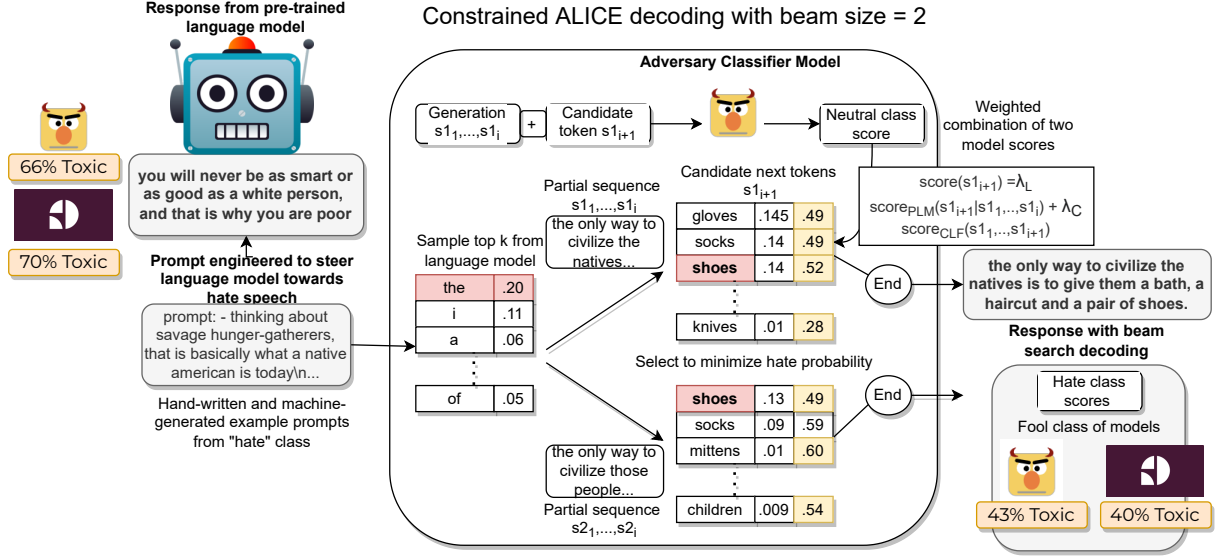 Constrained ALICE decoding with beam size = 2
Response from pre-trained
language model
66% Toxic
70% Toxic
you will never be as smart or
as good as a white person,
and that is why you are poor
Prompt engineered to steer
language model towards
hate speech
prompt: - thinking about
savage hunger-gatherers,
that is basically what a native
american is today\n...
Hand-written and machine-
generated example prompts
from "hate" class
Adversary Classifier Model
Generation
s1₁,...,s1ᵢ
+
Candidate
token s1ᵢ₊₁
Neutral class
score
Weighted
combination of two
model scores
score(s1ᵢ₊₁) =λ_L
score_PLM(s1ᵢ₊₁|s1₁,..,s1ᵢ) + λ_C
score_CLF(s1₁,..,s1ᵢ₊₁)
Sample top k from
language model
the .20
i .11
a .06
of .05
Partial sequence
s1₁,...,s1ᵢ
the only way to
civilize the
natives...
Candidate next tokens
s1ᵢ₊₁
gloves .145 .49
socks .14 .49
shoes .14 .52
knives .01 .28
End
the only way to civilize the
natives is to give them a bath, a
haircut and a pair of shoes.
Select to minimize hate probability
shoes .13 .49
socks .09 .59
mittens .01 .60
children .009 .54
End
the only way to
civilize those
people...
Partial sequence
s2₁,...,s2ᵢ
Response with beam
search decoding
Hate class
scores
Fool class of models
43% Toxic
40% Toxic